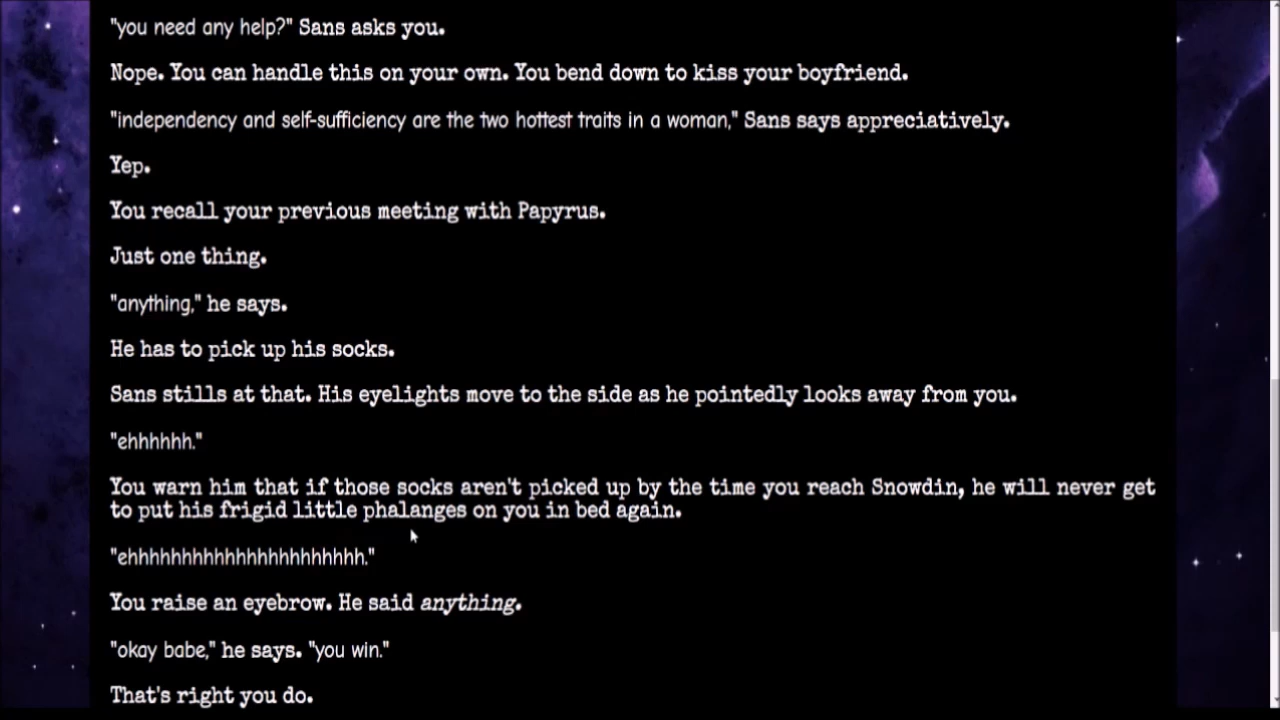 "you need any help?" Sans asks you.
Nope. You can handle this on your own. You bend down to kiss your boyfriend.
"independency and self-sufficiency are the two hottest traits in a woman," Sans says appreciatively.
Yep.
You recall your previous meeting with Papyrus.
Just one thing.
"anything," he says.
He has to pick up his socks.
Sans stills at that. His eyelights move to the side as he pointedly looks away from you.
"ehhhhhh."
You warn him that if those socks aren't picked up by the time you reach Snowdin, he will never get
to put his frigid little phalanges on you in bed again.
"ehhhhhhhhhhhhhhhhhhhhhhh."
You raise an eyebrow. He said anything.
"okay babe," he says. "you win."
That's right you do.